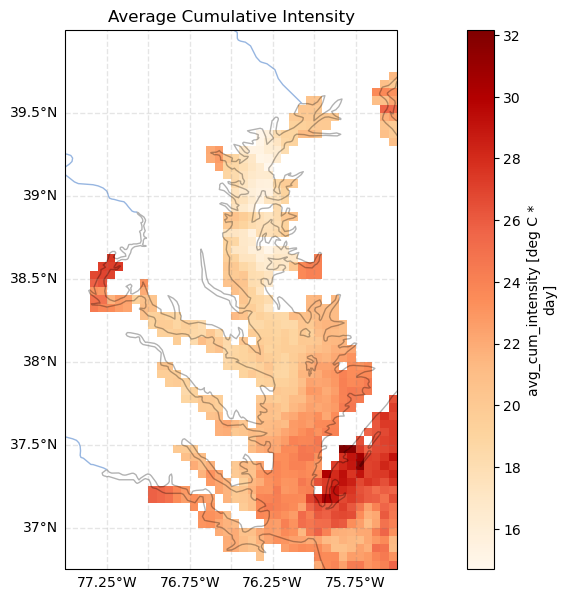 Average Cumulative Intensity
39.5°N
39°N
38.5°N
38°N
37.5°N
37°N
77.25°W
76.75°W
76.25°W
75.75°W
32
30
28
26
24
22
20
18
16
avg_cum_intensity [deg C *
day]